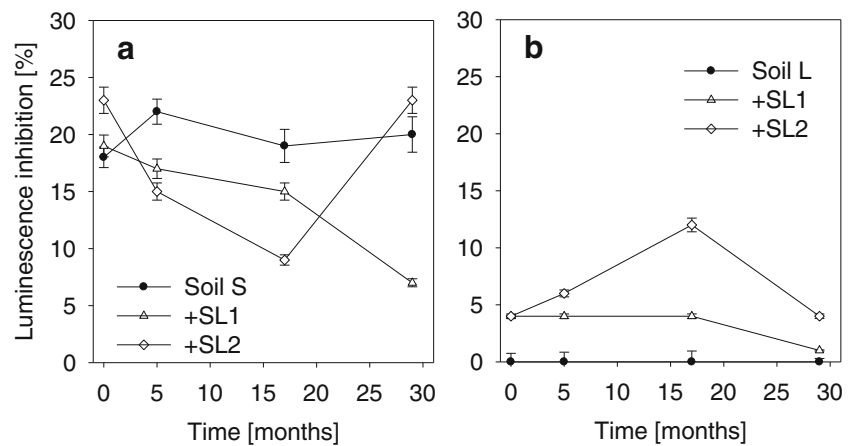 Luminescence inhibition [%]
30
25
20
15
10
5
0
a
Soil S
+SL1
+SL2
0 5 10 15 20 25 30
Time [months]
30
25
20
15
10
5
0
b
Soil L
+SL1
+SL2
0 5 10 15 20 25 30
Time [months]